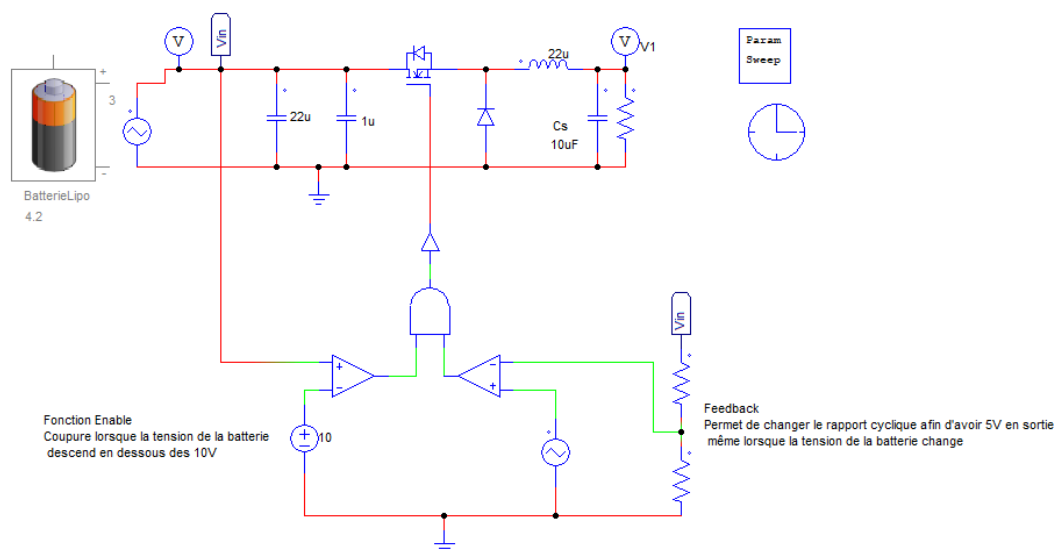 V
Vin
22u
V
V1
Param
Sweep
+
3
22u
1u
Cs
10uF
-
BatterieLipo
4.2
Vin
+
-
-
+
Fonction Enable
Coupure lorsque la tension de la batterie
descend en dessous des 10V
10
Feedback
Permet de changer le rapport cyclique afin d'avoir 5V en sortie
même lorsque la tension de la batterie change